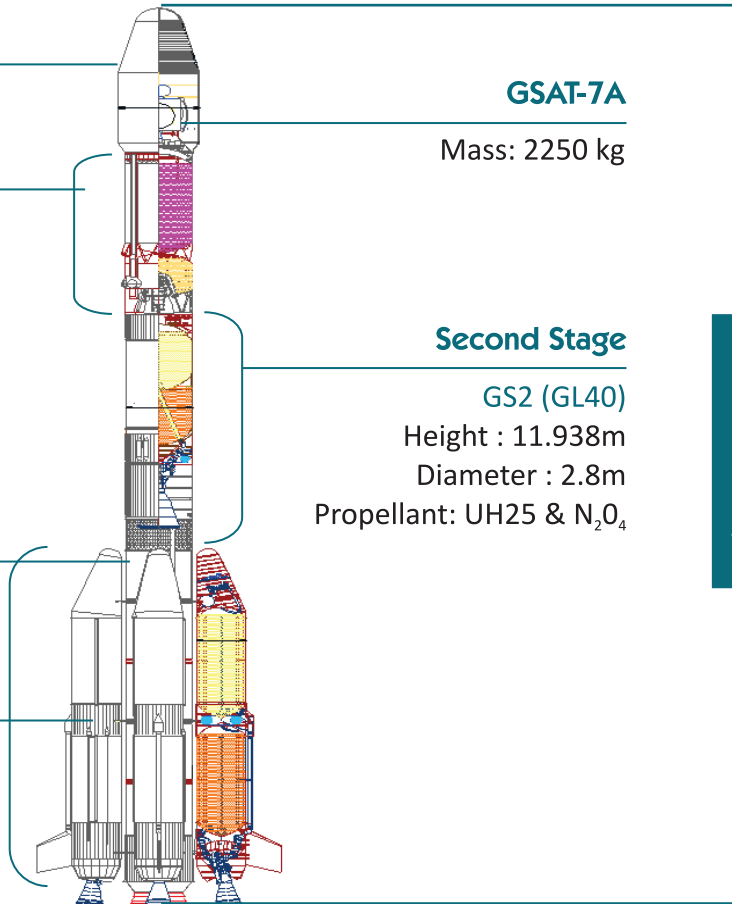 GSAT-7A
Mass: 2250 kg
Second Stage
GS2 (GL40)
Height : 11.938m
Diameter : 2.8m
Propellant: UH25 & N₂0₄